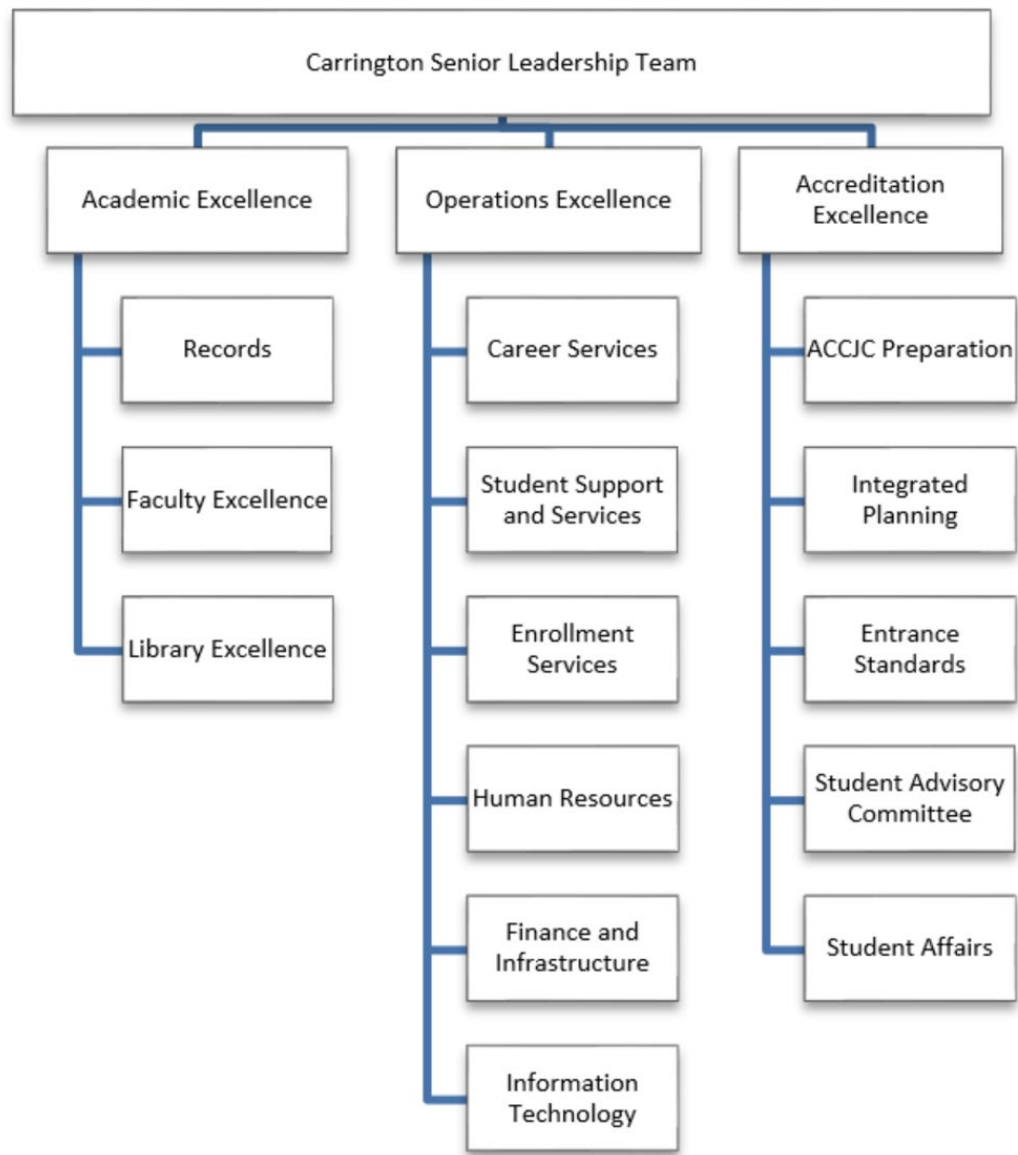 Carrington Senior Leadership Team
Academic Excellence
Operations Excellence
Accreditation
Excellence
Records
Faculty Excellence
Library Excellence
Career Services
Student Support
and Services
Enrollment
Services
Human Resources
Finance and
Infrastructure
Information
Technology
ACCJC Preparation
Integrated
Planning
Entrance
Standards
Student Advisory
Committee
Student Affairs